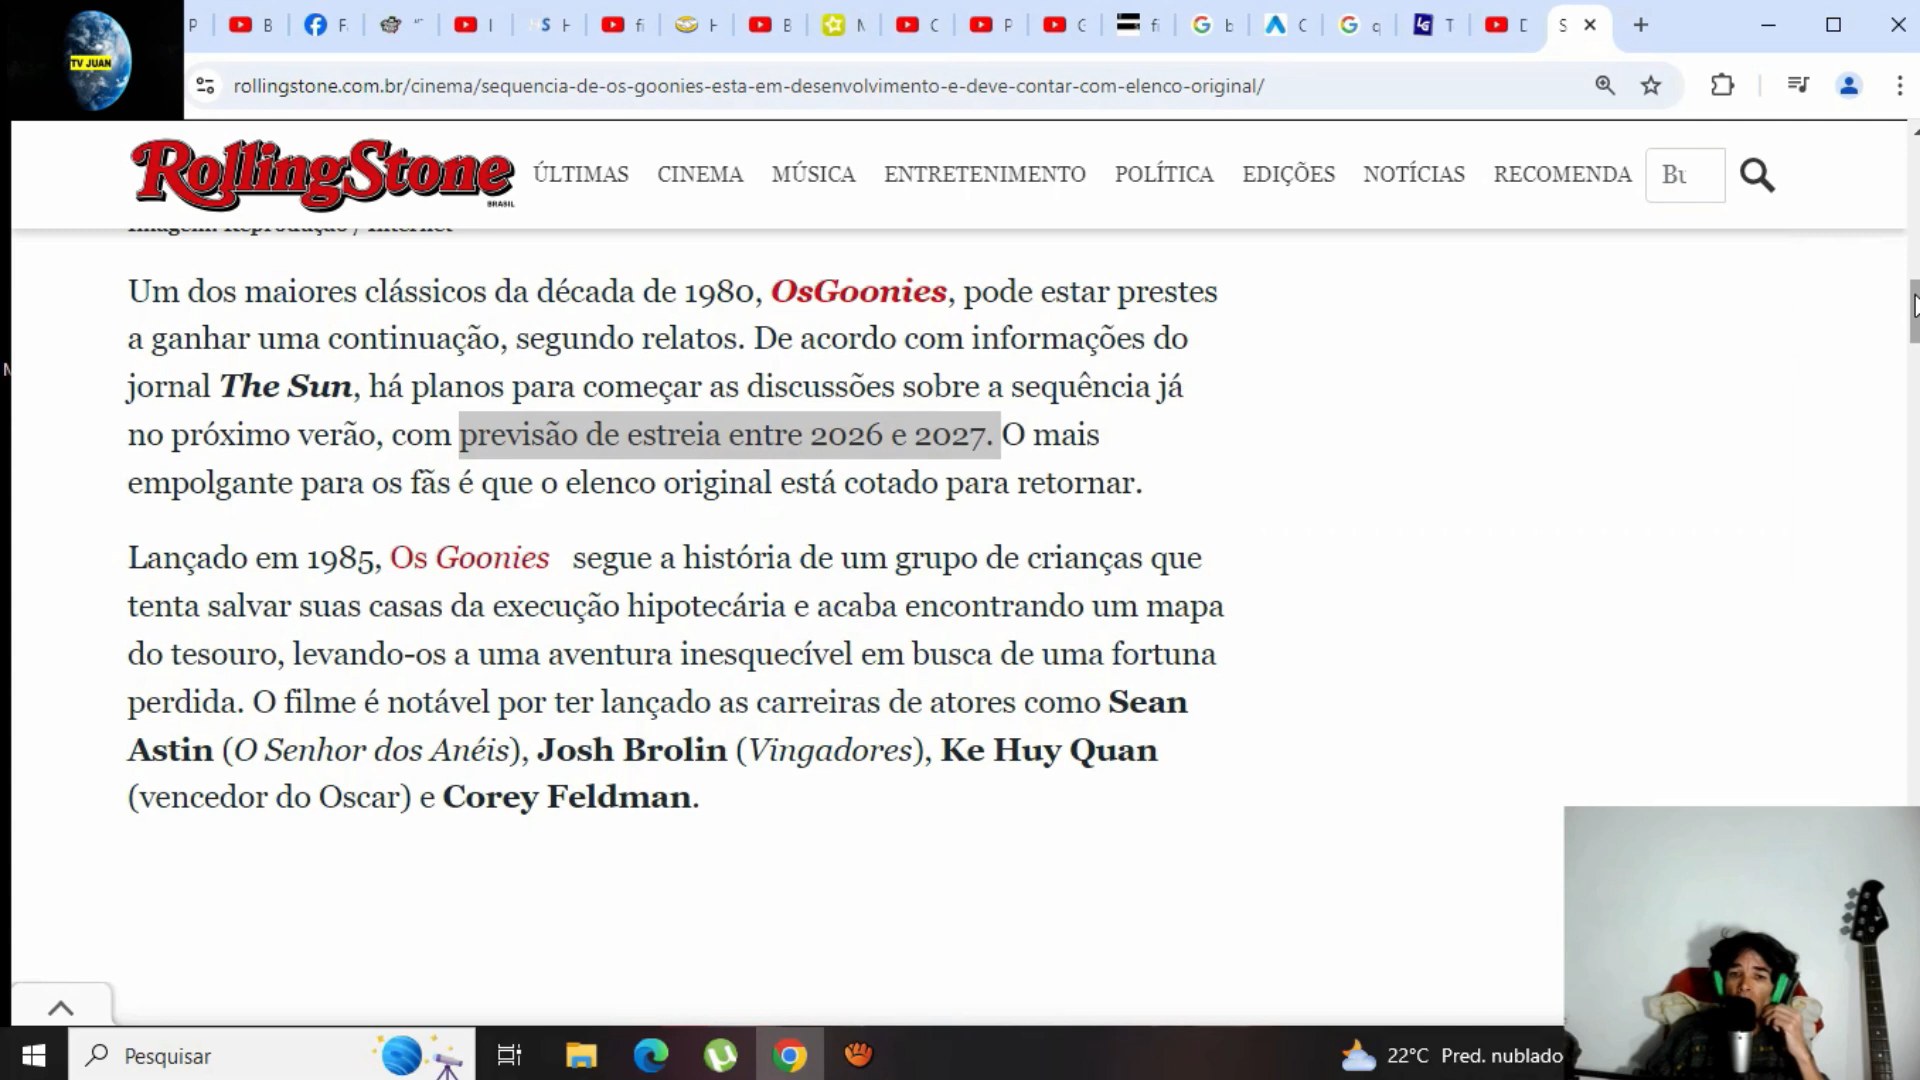 TV JUAN
P B F " I S H fi H B M C P G fi G b C G q LG T D S
rollingstone.com.br/cinema/sequencia-de-os-goonies-esta-em-desenvolvimento-e-deve-contar-com-elenco-original/
RollingStone
BRASIL
ÚLTIMAS CINEMA MÚSICA ENTRETENIMENTO POLÍTICA EDIÇÕES NOTÍCIAS RECOMENDA
Bu
Imagem: Reprodução / Internet
Um dos maiores clássicos da década de 1980, OsGoonies, pode estar prestes
a ganhar uma continuação, segundo relatos. De acordo com informações do
jornal The Sun, há planos para começar as discussões sobre a sequência já
no próximo verão, com previsão de estreia entre 2026 e 2027. O mais
empolgante para os fãs é que o elenco original está cotado para retornar.
Lançado em 1985, Os Goonies segue a história de um grupo de crianças que
tenta salvar suas casas da execução hipotecária e acaba encontrando um mapa
do tesouro, levando-os a uma aventura inesquecível em busca de uma fortuna
perdida. O filme é notável por ter lançado as carreiras de atores como Sean
Astin (O Senhor dos Anéis), Josh Brolin (Vingadores), Ke Huy Quan
(vencedor do Oscar) e Corey Feldman.
Pesquisar
22°C Pred. nublado